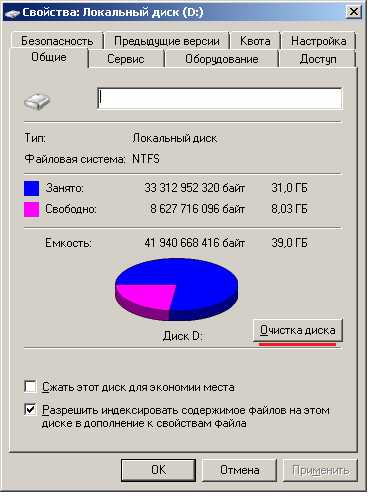 Свойства: Локальный диск (D:)
Безопасность Предыдущие версии Квота Настройка
Общие Сервис Оборудование Доступ
Тип: Локальный диск
Файловая система: NTFS
Занято: 33 312 952 320 байт 31,0 ГБ
Свободно: 8 627 716 096 байт 8,03 ГБ
Емкость: 41 940 668 416 байт 39,0 ГБ
Диск D: Очистка диска
Сжать этот диск для экономии места
Разрешить индексировать содержимое файлов на этом
диске в дополнение к свойствам файла
OK Отмена Применить